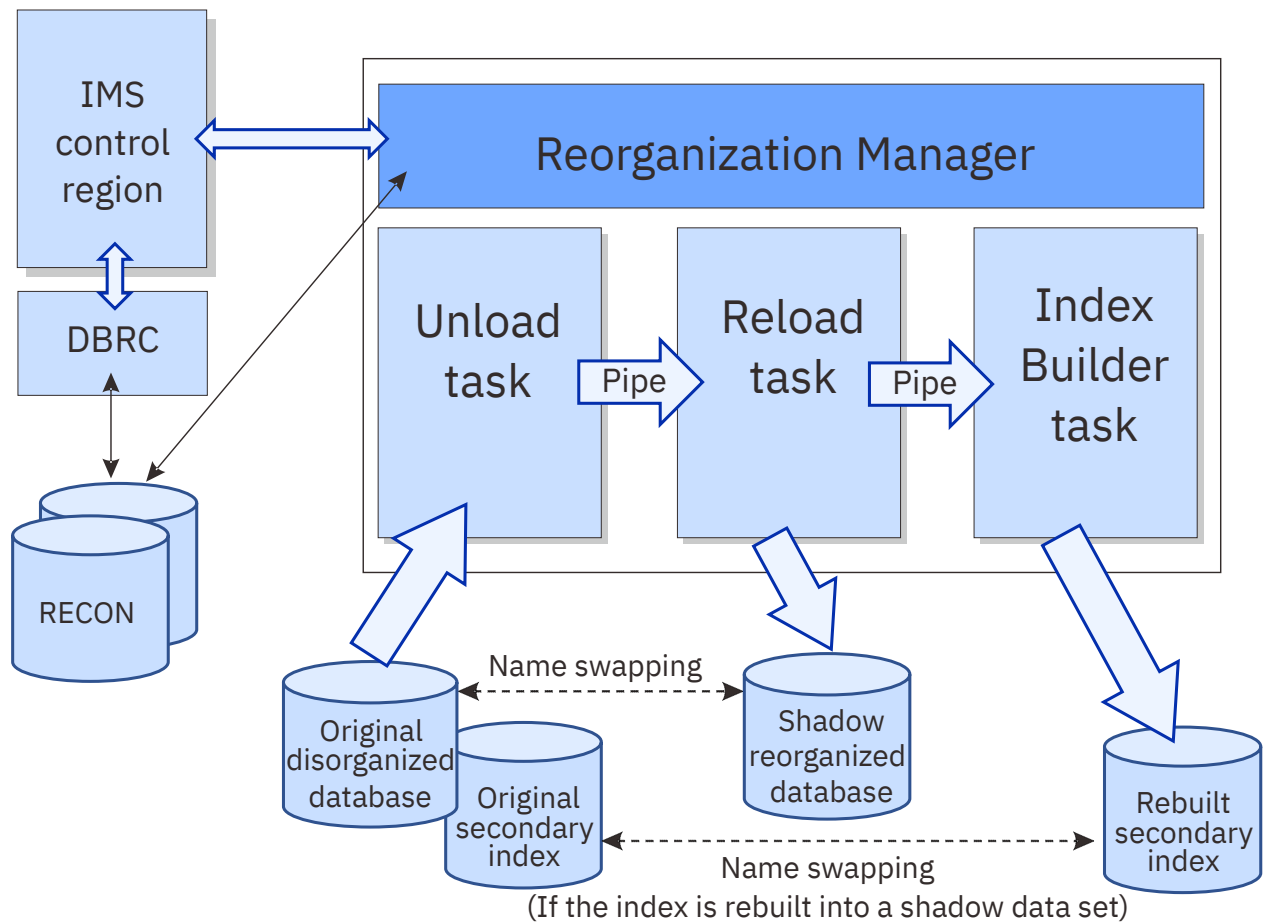 IMS
control
region
Reorganization Manager
DBRC
Unload
task
Pipe
Reload
task
Pipe
Index
Builder
task
RECON
Name swapping
Original
disorganized
database
Original
secondary
index
Shadow
reorganized
database
Rebuilt
secondary
index
Name swapping
(If the index is rebuilt into a shadow data set)